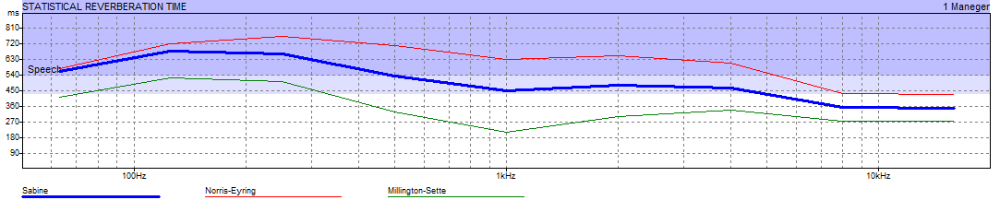 STATISTICAL REVERBERATION TIME 1 Maneger
ms
810
720
630
Speech
540
450
360
270
180
90
100Hz 1kHz 10kHz
Sabine Norris-Eyring Millington-Sette